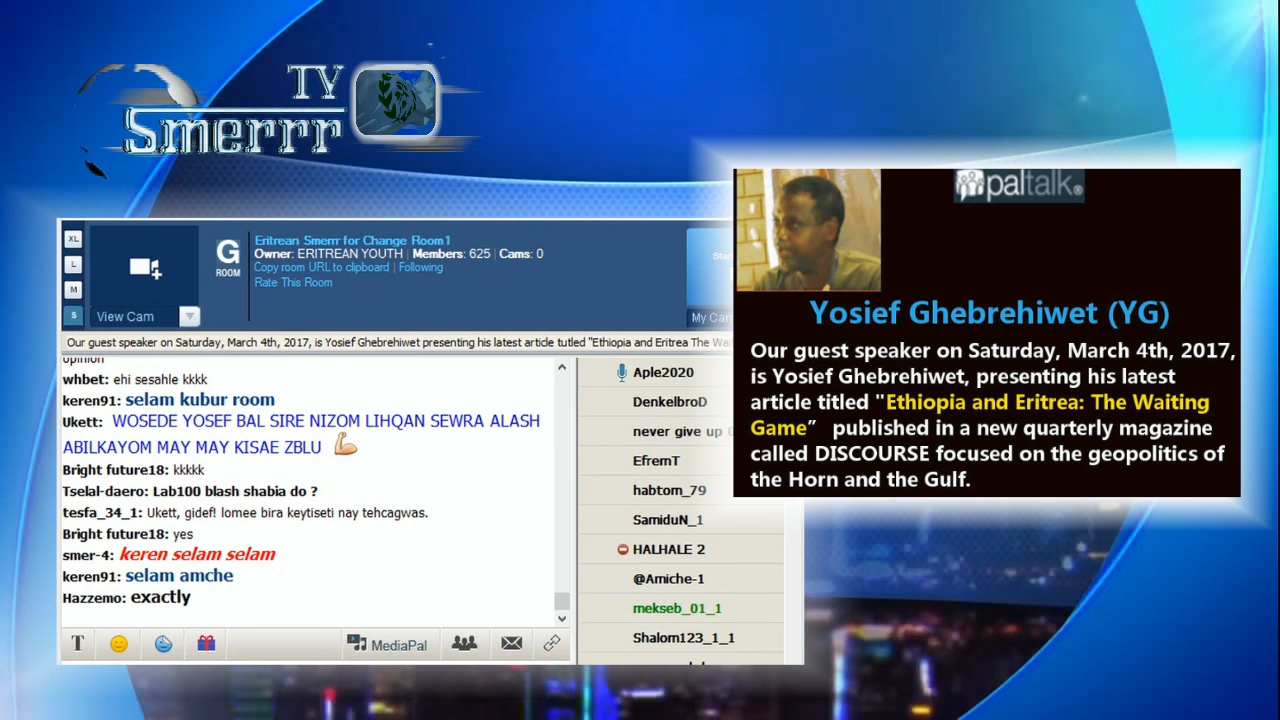 TV
Smerrr
XL
L
M
S
View Cam
G
ROOM
Eritrean Smerr for Change Room1
Owner: ERITREAN YOUTH | Members: 625 | Cams: 0
Copy room URL to clipboard | Following
Rate This Room
My Cam
Our guest speaker on Saturday, March 4th, 2017, is Yosief Ghebrehiwet presenting his latest article tutled "Ethiopia and Eritrea The Wai
opinion
whbet: ehi sesahle kkkk
keren91: selam kubur room
Ukett: WOSEDE YOSEF BAL SIRE NIZOM LIHQAN SEWRA ALASH
ABILKAYOM MAY MAY KISAE ZBLU
Bright future18: kkkkk
Tselal-daero: Lab100 blash shabia do ?
tesfa_34_1: Ukett, gidef! lomee bira keytiseti nay tehcagwas.
Bright future18: yes
smer-4: keren selam selam
keren91: selam amche
Hazzemo: exactly
T
MediaPal
Aple2020
DenkelbroD
never give up
EfremT
habtom_79
SamiduN_1
HALHALE 2
@Amiche-1
mekseb_01_1
Shalom123_1_1
paltalk®
Yosief Ghebrehiwet (YG)
Our guest speaker on Saturday, March 4th, 2017,
is Yosief Ghebrehiwet, presenting his latest
article titled "Ethiopia and Eritrea: The Waiting
Game” published in a new quarterly magazine
called DISCOURSE focused on the geopolitics of
the Horn and the Gulf.